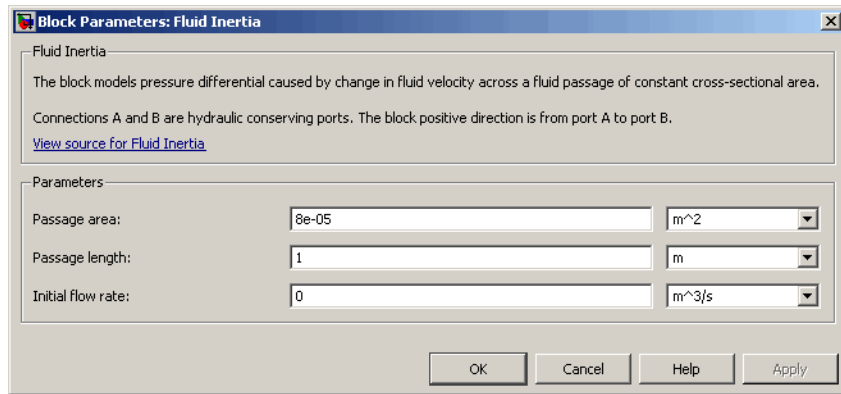 Block Parameters: Fluid Inertia
Fluid Inertia
The block models pressure differential caused by change in fluid velocity across a fluid passage of constant cross-sectional area.
Connections A and B are hydraulic conserving ports. The block positive direction is from port A to port B.
View source for Fluid Inertia
Parameters
Passage area: 8e-05 m^2
Passage length: 1 m
Initial flow rate: 0 m^3/s
OK Cancel Help Apply